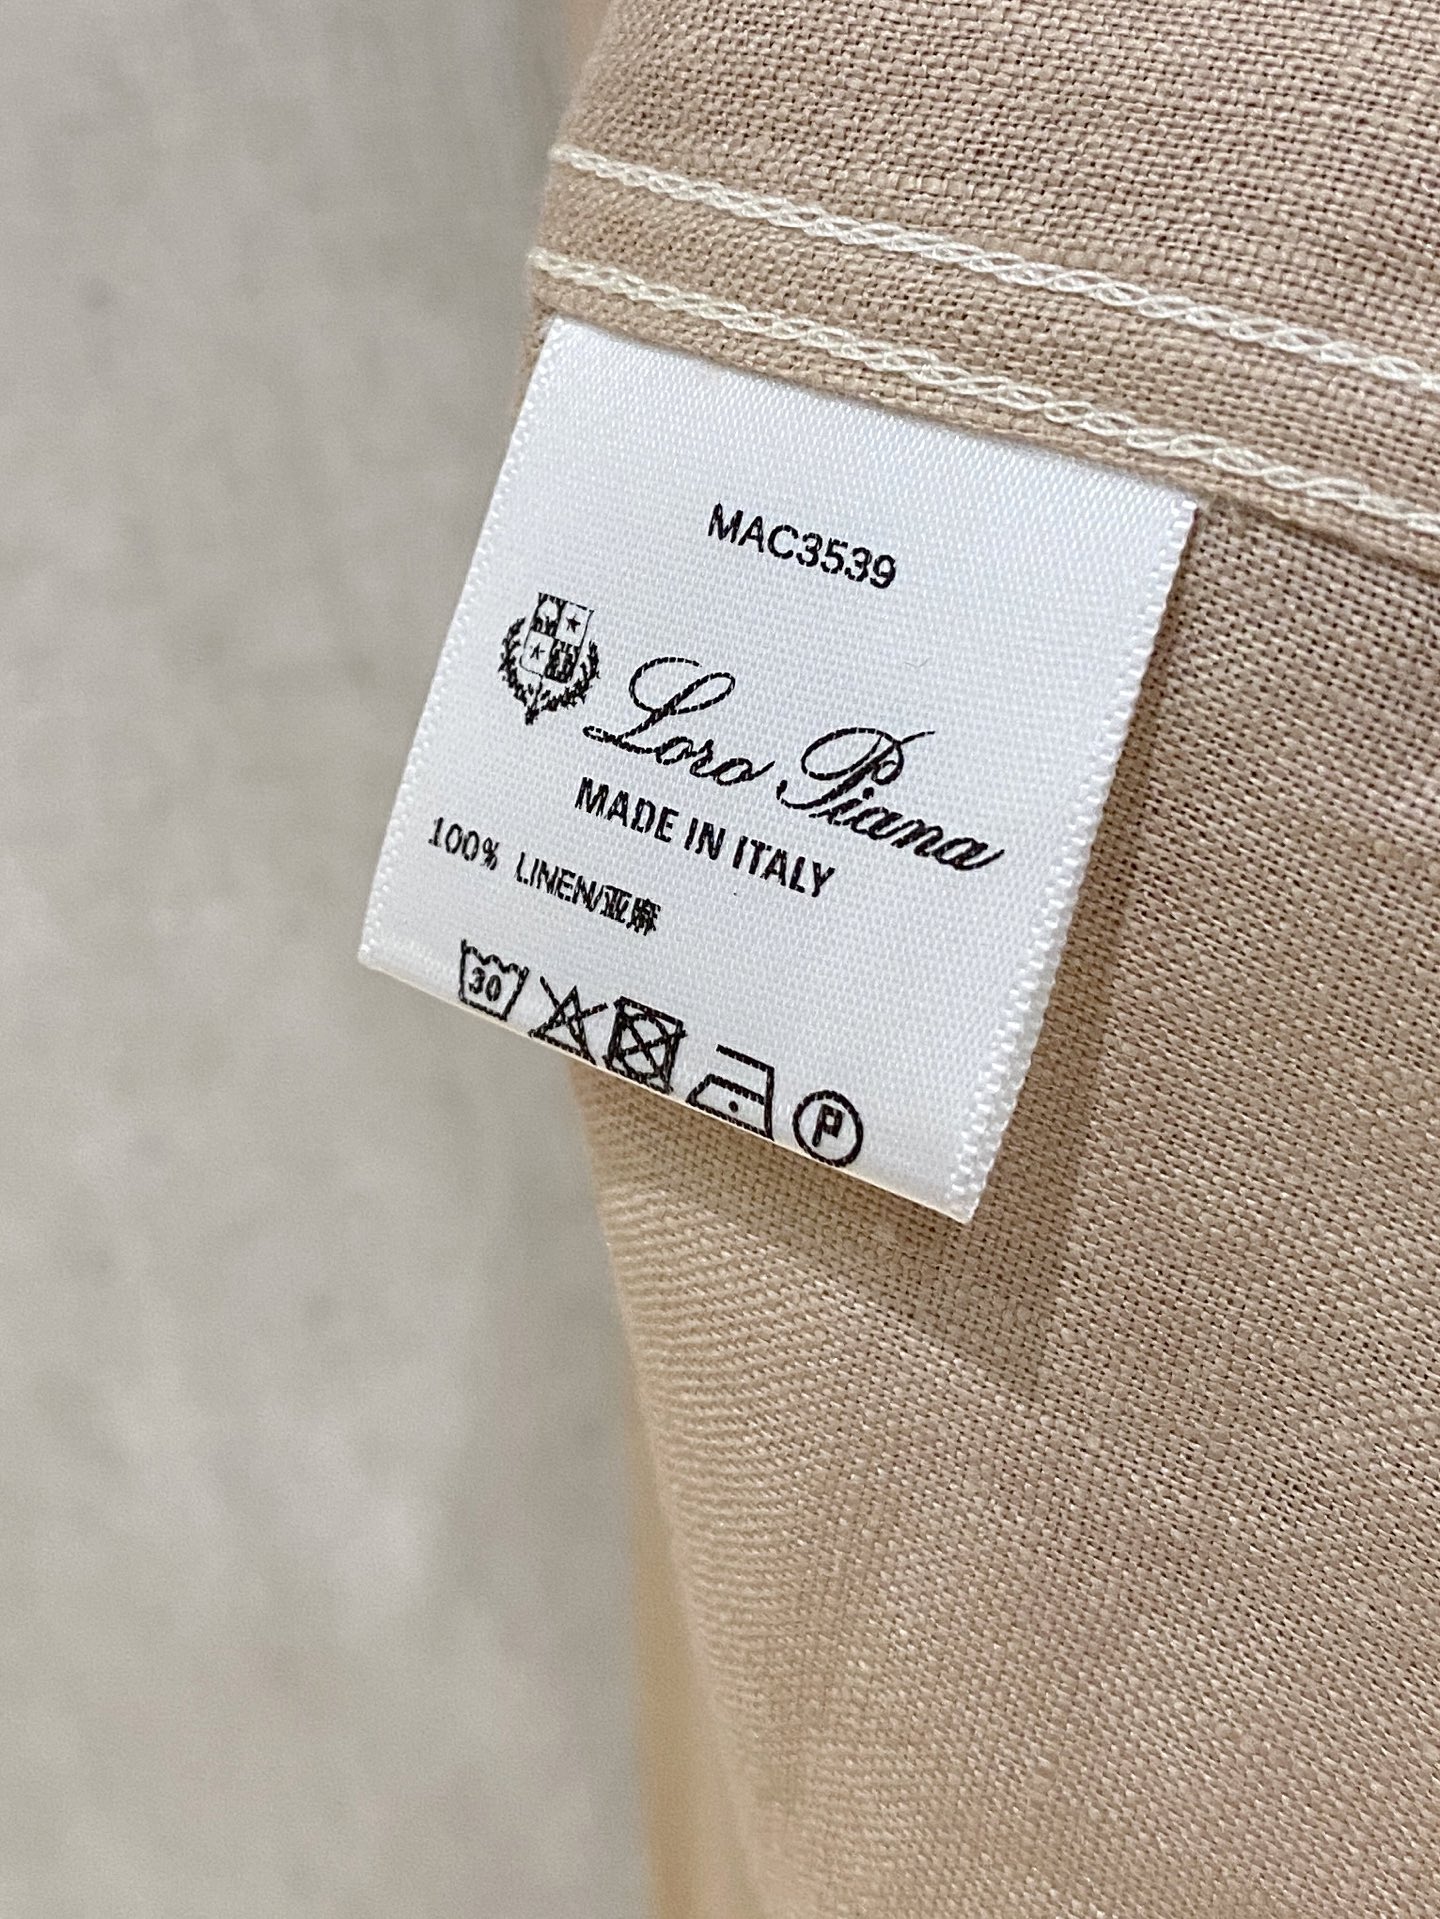 MAC3539
Loro Piana
MADE IN ITALY
100% LINEN/亚麻
30
P